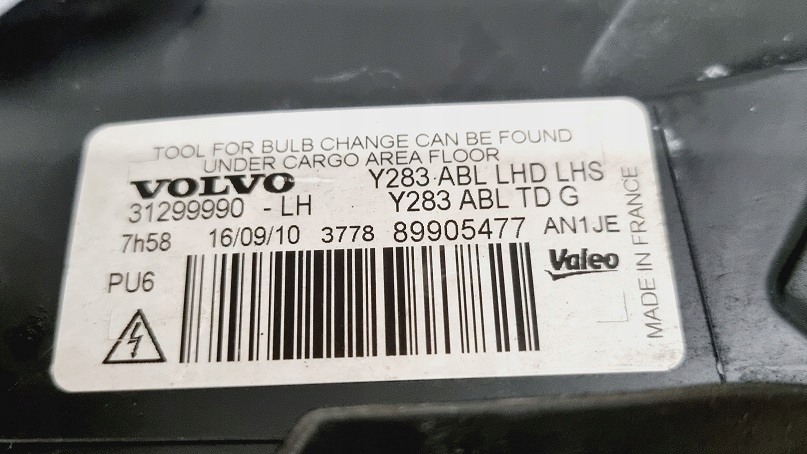 TOOL FOR BULB CHANGE CAN BE FOUND
UNDER CARGO AREA FLOOR
VOLVO Y283 ABL LHD LHS
31299990 - LH Y283 ABL TD G
7h58 16/09/10 3778 89905477 AN1JE
PU6
Valeo
MADE IN FRANCE